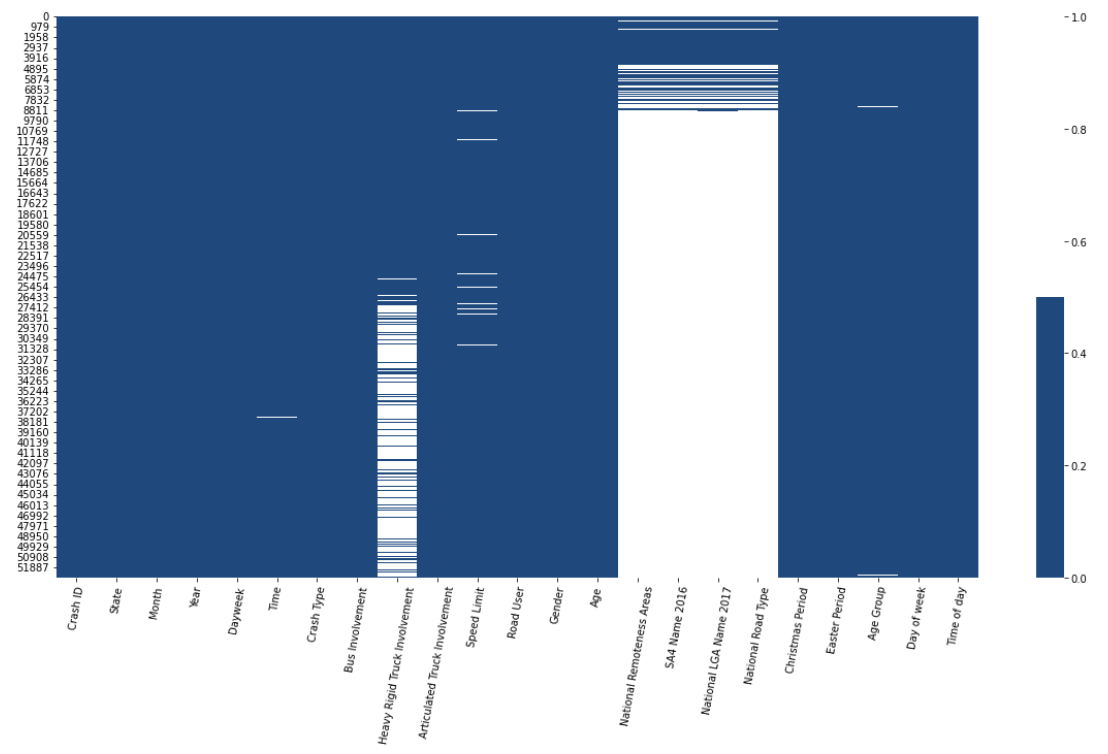 0
979
1958
2937
3916
4895
5874
6853
7832
8811
9790
10769
11748
12727
13706
14685
15664
16643
17622
18601
19580
20559
21538
22517
23496
24475
25454
26433
27412
28391
29370
30349
31328
32307
33286
34265
35244
36223
37202
38181
39160
40139
41118
42097
43076
44055
45034
46013
46992
47971
48950
49929
50908
51887
1.0
0.8
0.6
0.4
0.2
0.0
Crash ID
State
Month
Year
Dayweek
Time
Crash Type
Bus Involvement
Heavy Rigid Truck Involvement
Articulated Truck Involvement
Speed Limit
Road User
Gender
Age
National Remoteness Areas
SA4 Name 2016
National LGA Name 2017
National Road Type
Christmas Period
Easter Period
Age Group
Day of week
Time of day